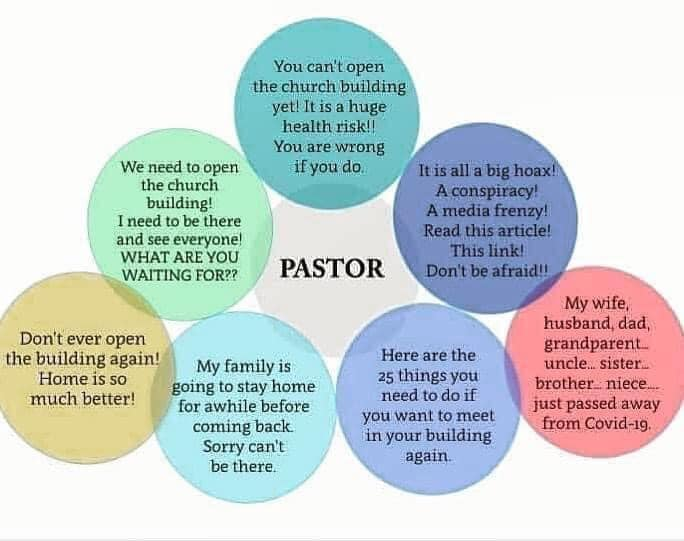 You can't open
the church building
yet! It is a huge
health risk!!
You are wrong
if you do.
We need to open
the church
building!
I need to be there
and see everyone!
WHAT ARE YOU
WAITING FOR??
It is all a big hoax!
A conspiracy!
A media frenzy!
Read this article!
This link!
Don't be afraid!!
PASTOR
Don't ever open
the building again!
Home is so
much better!
My family is
going to stay home
for awhile before
coming back.
Sorry can't
be there.
Here are the
25 things you
need to do if
you want to meet
in your building
again.
My wife,
husband, dad,
grandparent...
uncle... sister...
brother... niece....
just passed away
from Covid-19.